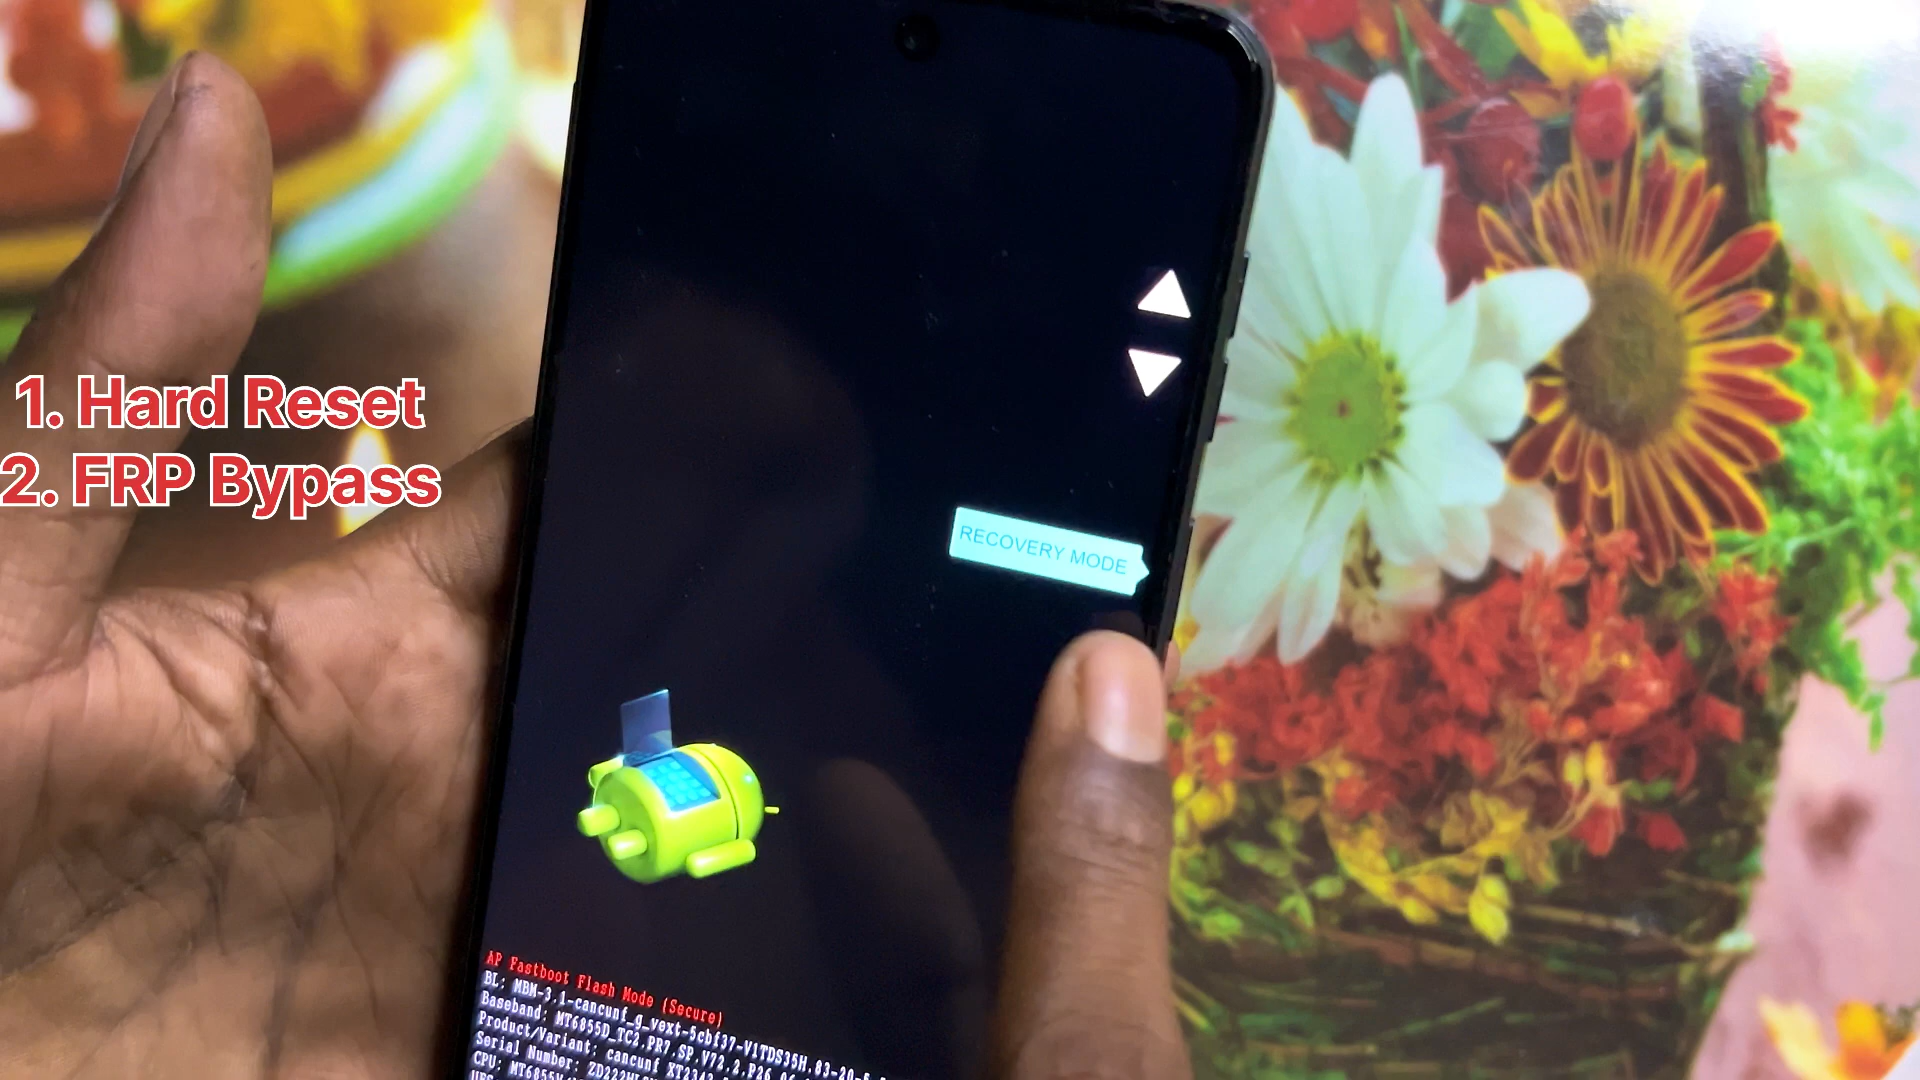 1. Hard Reset
2. FRP Bypass
RECOVERY MODE
AP Fastboot Flash Mode (Secure)
BL: MBM-3.1-cancunf_g_vext-5cbf37-V1TDS35H.83-20-5
Baseband: MT6855D_TC2.PR7.SP.V72.2.P26
Product/Variant: cancunf
Serial Number:
CPU: